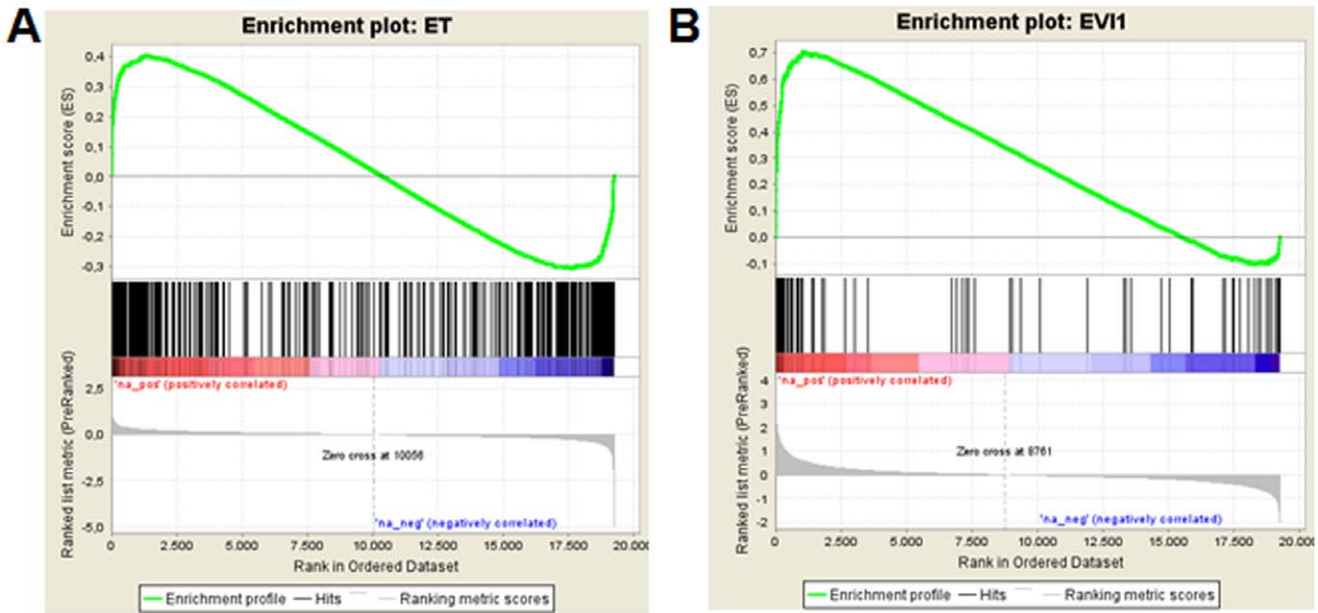 A
Enrichment plot: ET
Enrichment score (ES)
0,4
0,3
0,2
0,1
0,0
-0,1
-0,2
-0,3
'na_pos' (positively correlated)
Ranked list metric (PreRanked)
2,5
0,0
-2,5
-5,0
Zero cross at 10056
'na_neg' (negatively correlated)
0 2.500 5.000 7.500 10.000 12.500 15.000 17.500 20.000
Rank in Ordered Dataset
Enrichment profile Hits Ranking metric scores
B
Enrichment plot: EVI1
Enrichment score (ES)
0,7
0,6
0,5
0,4
0,3
0,2
0,1
0,0
-0,1
'na_pos' (positively correlated)
Ranked list metric (PreRanked)
4
3
2
1
0
-1
-2
Zero cross at 8761
'na_neg' (negatively correlated)
0 2.500 5.000 7.500 10.000 12.500 15.000 17.500 20.000
Rank in Ordered Dataset
Enrichment profile Hits Ranking metric scores